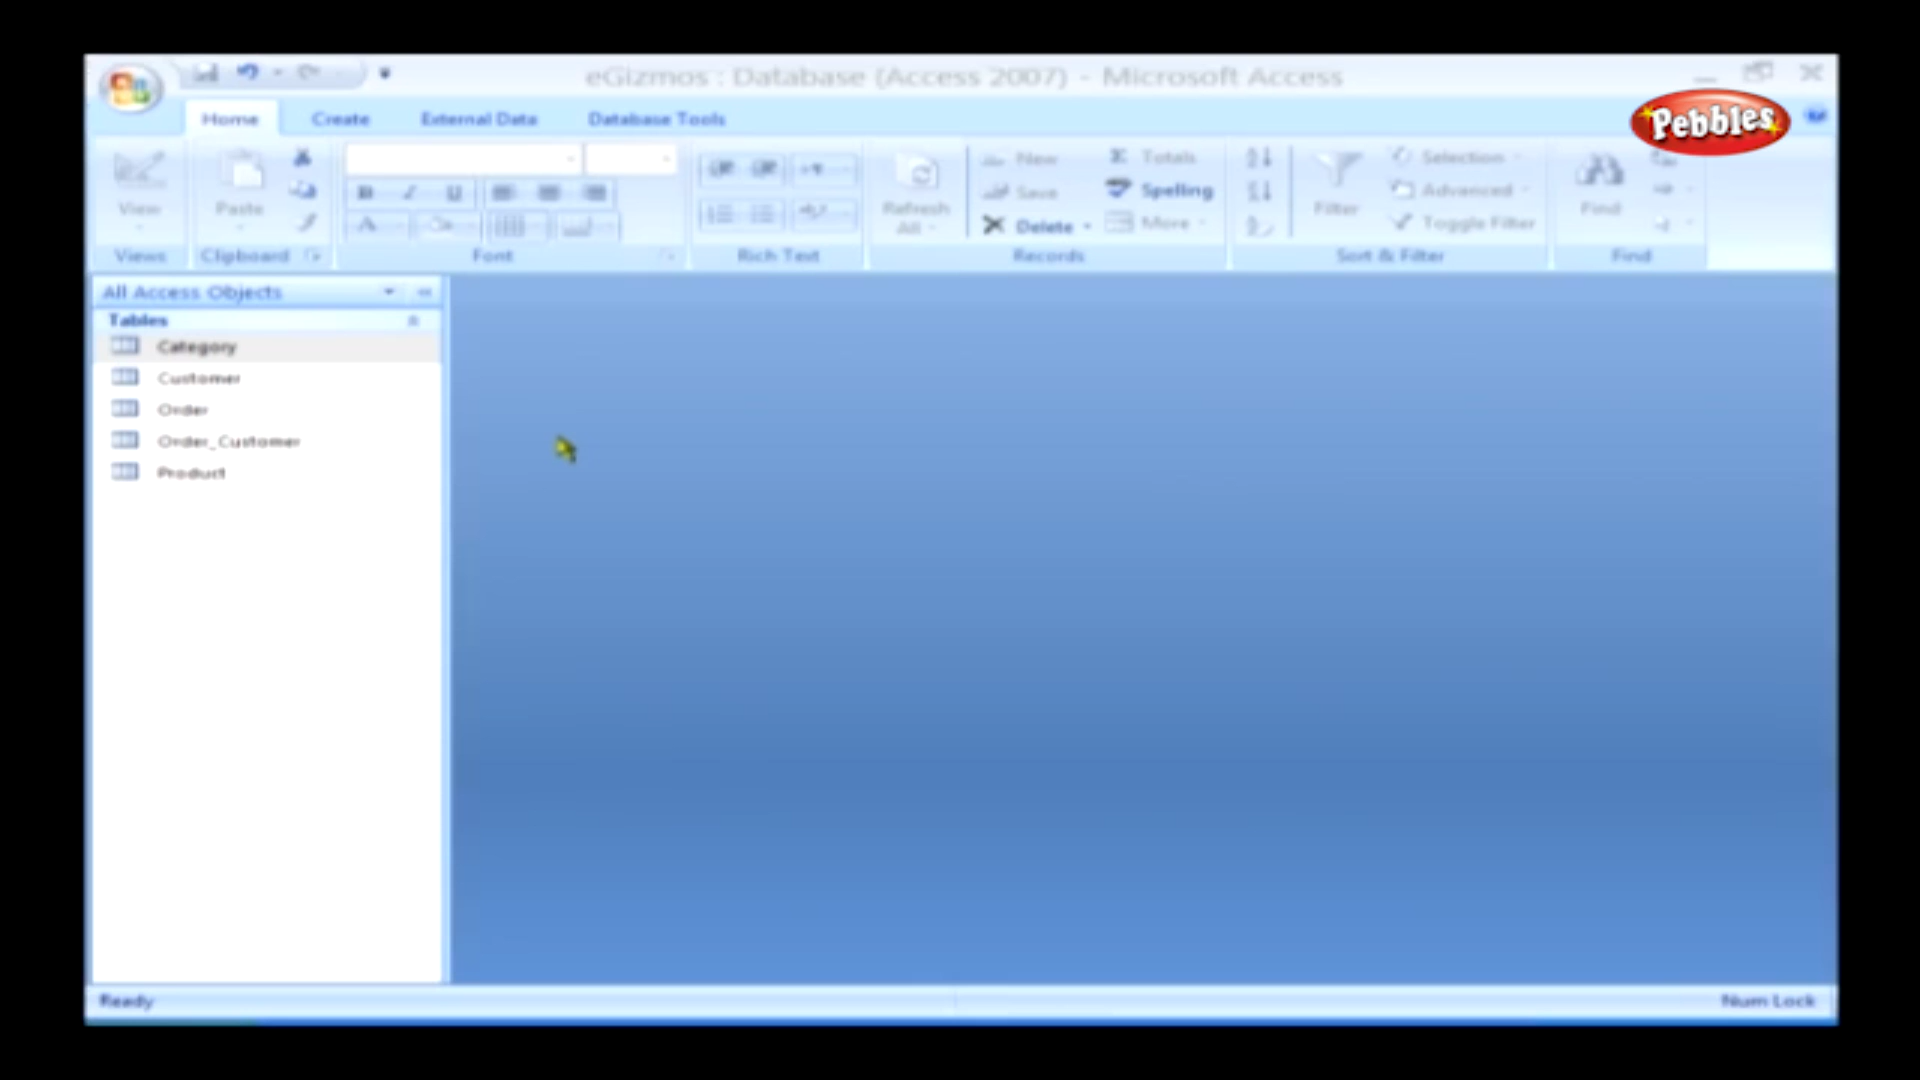 eGizmos : Database (Access 2007) - Microsoft Access
Home Create External Data Database Tools
Pebbles
View Paste Refresh All New Save Delete Totals Spelling More Filter Selection Advanced Toggle Filter Find
B I U
A
Views Clipboard Font Rich Text Records Sort & Filter Find
All Access Objects
Tables
Category
Customer
Order
Order_Customer
Product
Ready Num Lock